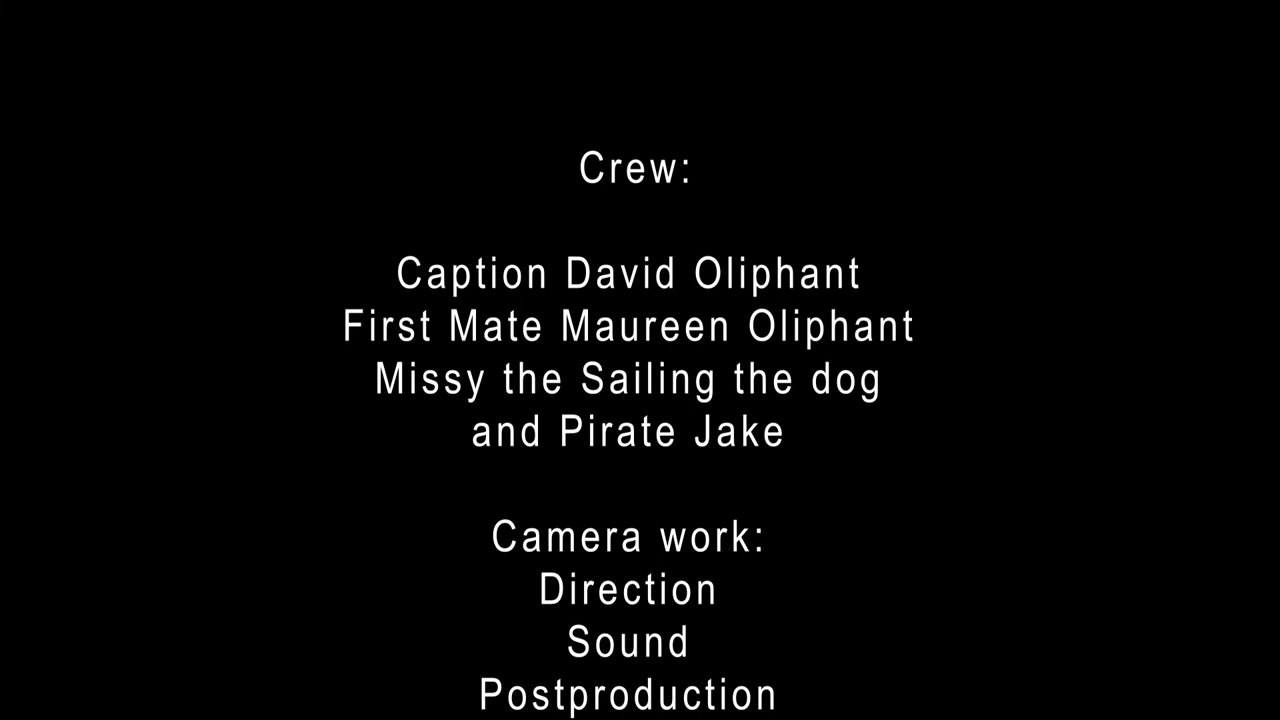 Crew:
Caption David Oliphant
First Mate Maureen Oliphant
Missy the Sailing the dog
and Pirate Jake
Camera work:
Direction
Sound
Postproduction